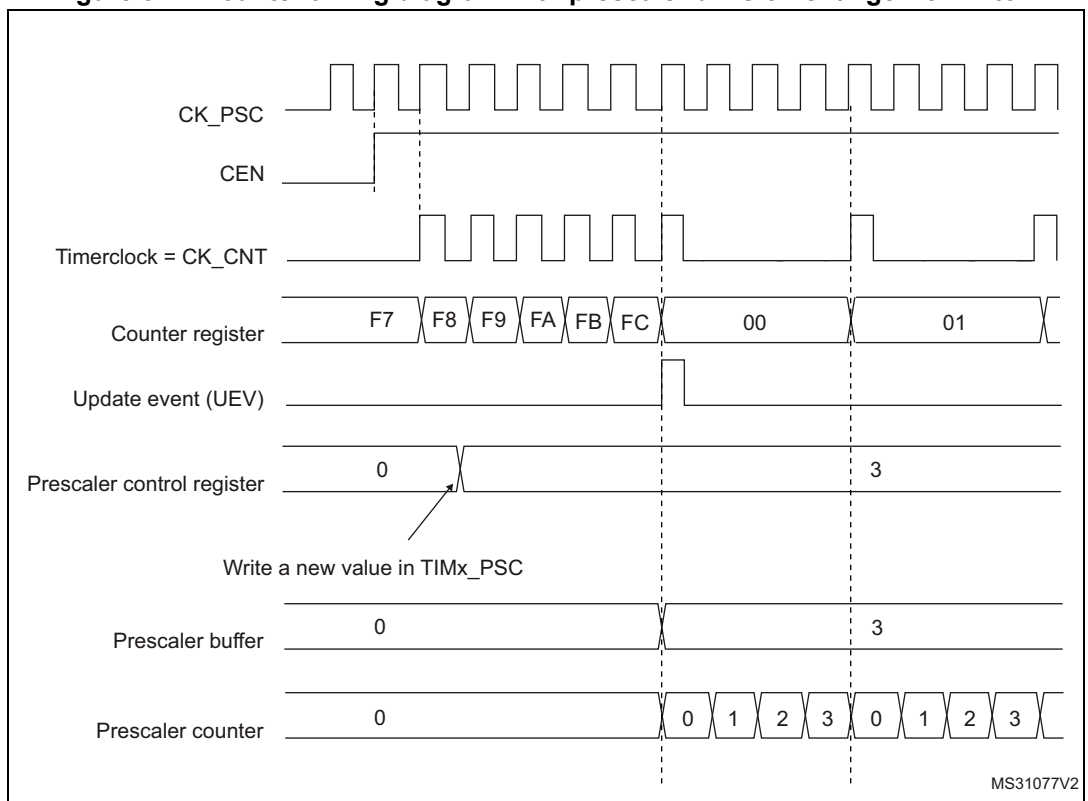 CK_PSC
CEN
Timerclock = CK_CNT
Counter register
F7 F8 F9 FA FB FC 00 01
Update event (UEV)
Prescaler control register
0 3
Write a new value in TIMx_PSC
Prescaler buffer
0 3
Prescaler counter
0 0 1 2 3 0 1 2 3
MS31077V2